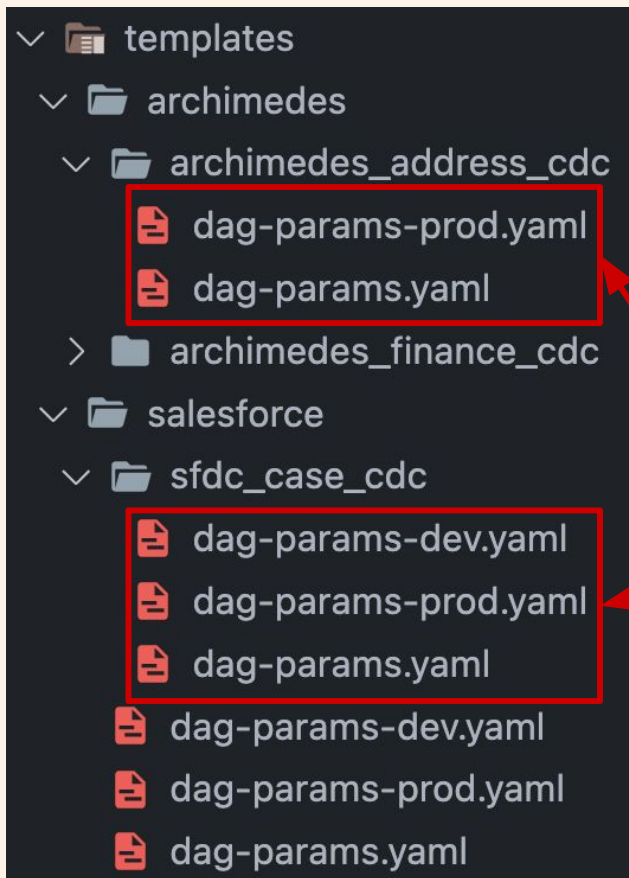 templates
archimedes
archimedes_address_cdc
dag-params-prod.yaml
dag-params.yaml
archimedes_finance_cdc
salesforce
sfdc_case_cdc
dag-params-dev.yaml
dag-params-prod.yaml
dag-params.yaml
dag-params-dev.yaml
dag-params-prod.yaml
dag-params.yaml